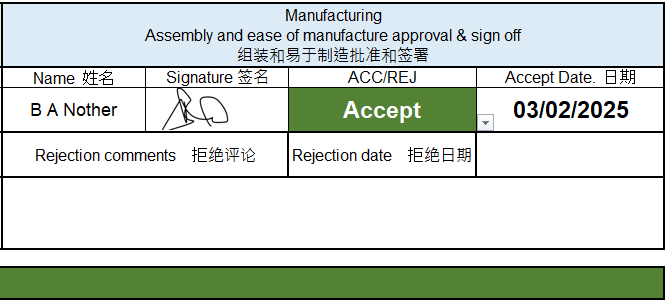 Manufacturing
Assembly and ease of manufacture approval & sign off
组装和易于制造批准和签署
Name 姓名 Signature 签名 ACC/REJ Accept Date. 日期
B A Nother Accept 03/02/2025
Rejection comments 拒绝评论 Rejection date 拒绝日期